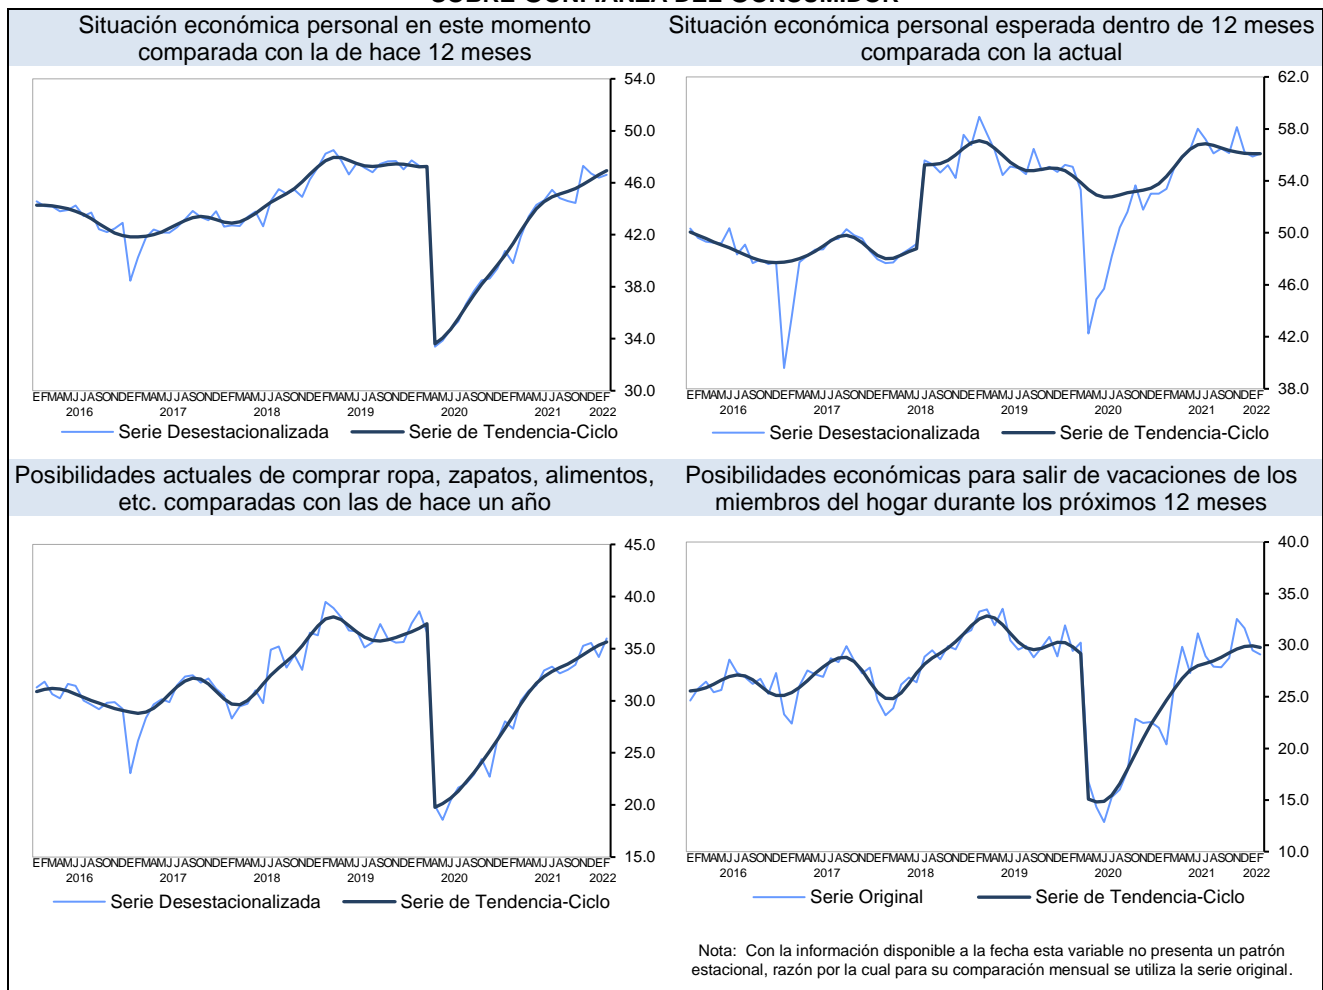 SOBRE CONFIANZA DEL CONSUMIDOR
Situación económica personal en este momento
comparada con la de hace 12 meses
54.0
50.0
46.0
42.0
38.0
34.0
30.0
EFMAMJJASONDEFMAMJJASONDEFMAMJJASONDEFMAMJJASONDEFMAMJJASONDEFMAMJJASONDEF
2016 2017 2018 2019 2020 2021 2022
Serie Desestacionalizada Serie de Tendencia-Ciclo
Situación económica personal esperada dentro de 12 meses
comparada con la actual
62.0
58.0
54.0
50.0
46.0
42.0
38.0
EFMAMJJASONDEFMAMJJASONDEFMAMJJASONDEFMAMJJASONDEFMAMJJASONDEFMAMJJASONDEF
2016 2017 2018 2019 2020 2021 2022
Serie Desestacionalizada Serie de Tendencia-Ciclo
Posibilidades actuales de comprar ropa, zapatos, alimentos,
etc. comparadas con las de hace un año
45.0
40.0
35.0
30.0
25.0
20.0
15.0
EFMAMJJASONDEFMAMJJASONDEFMAMJJASONDEFMAMJJASONDEFMAMJJASONDEFMAMJJASONDEF
2016 2017 2018 2019 2020 2021 2022
Serie Desestacionalizada Serie de Tendencia-Ciclo
Posibilidades económicas para salir de vacaciones de los
miembros del hogar durante los próximos 12 meses
40.0
35.0
30.0
25.0
20.0
15.0
10.0
EFMAMJJASONDEFMAMJJASONDEFMAMJJASONDEFMAMJJASONDEFMAMJJASONDEFMAMJJASONDEF
2016 2017 2018 2019 2020 2021 2022
Serie Original Serie de Tendencia-Ciclo
Nota: Con la información disponible a la fecha esta variable no presenta un patrón
estacional, razón por la cual para su comparación mensual se utiliza la serie original.